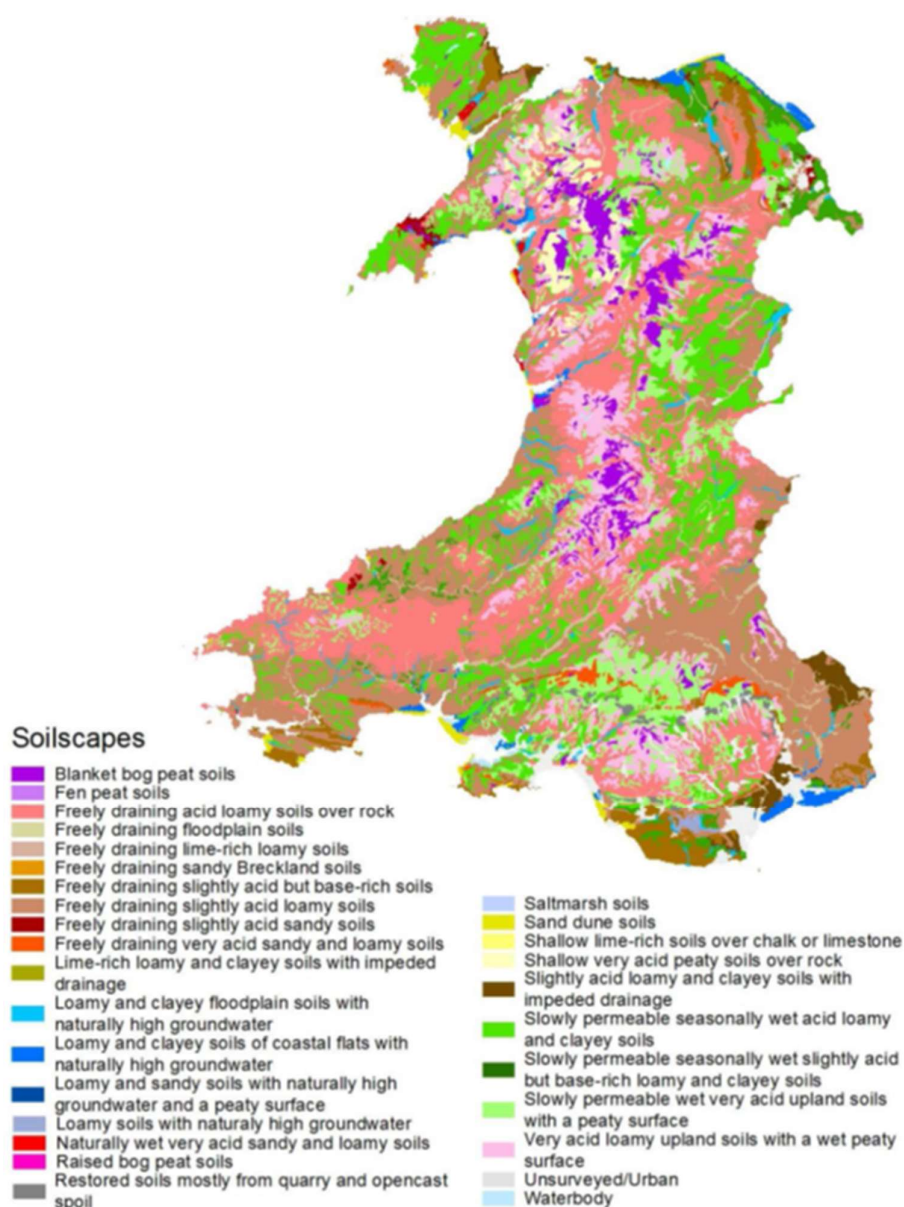 Soilscapes
Blanket bog peat soils
Fen peat soils
Freely draining acid loamy soils over rock
Freely draining floodplain soils
Freely draining lime-rich loamy soils
Freely draining sandy Breckland soils
Freely draining slightly acid but base-rich soils
Freely draining slightly acid loamy soils
Freely draining slightly acid sandy soils
Freely draining very acid sandy and loamy soils
Lime-rich loamy and clayey soils with impeded
drainage
Loamy and clayey floodplain soils with
naturally high groundwater
Loamy and clayey soils of coastal flats with
naturally high groundwater
Loamy and sandy soils with naturally high
groundwater and a peaty surface
Loamy soils with naturaly high groundwater
Naturally wet very acid sandy and loamy soils
Raised bog peat soils
Restored soils mostly from quarry and opencast
spoil
Saltmarsh soils
Sand dune soils
Shallow lime-rich soils over chalk or limestone
Shallow very acid peaty soils over rock
Slightly acid loamy and clayey soils with
impeded drainage
Slowly permeable seasonally wet acid loamy
and clayey soils
Slowly permeable seasonally wet slightly acid
but base-rich loamy and clayey soils
Slowly permeable wet very acid upland soils
with a peaty surface
Very acid loamy upland soils with a wet peaty
surface
Unsurveyed/Urban
Waterbody